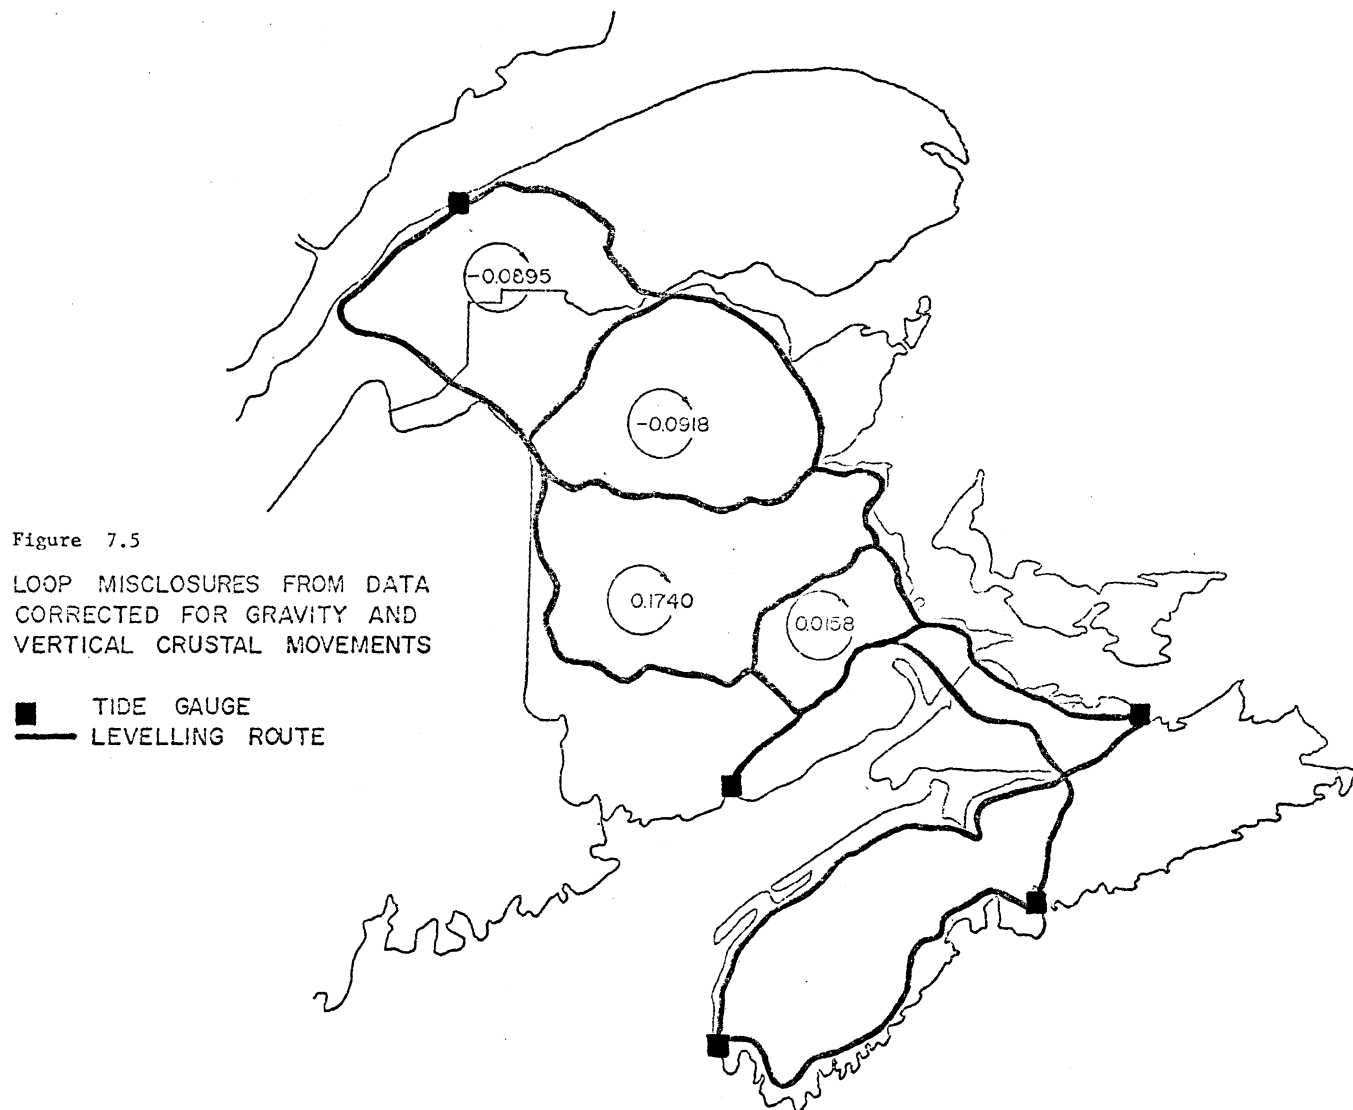 -0.0895
-0.0918
0.1740
0.0158
Figure 7.5
LOOP MISCLOSURES FROM DATA
CORRECTED FOR GRAVITY AND
VERTICAL CRUSTAL MOVEMENTS
TIDE GAUGE
LEVELLING ROUTE